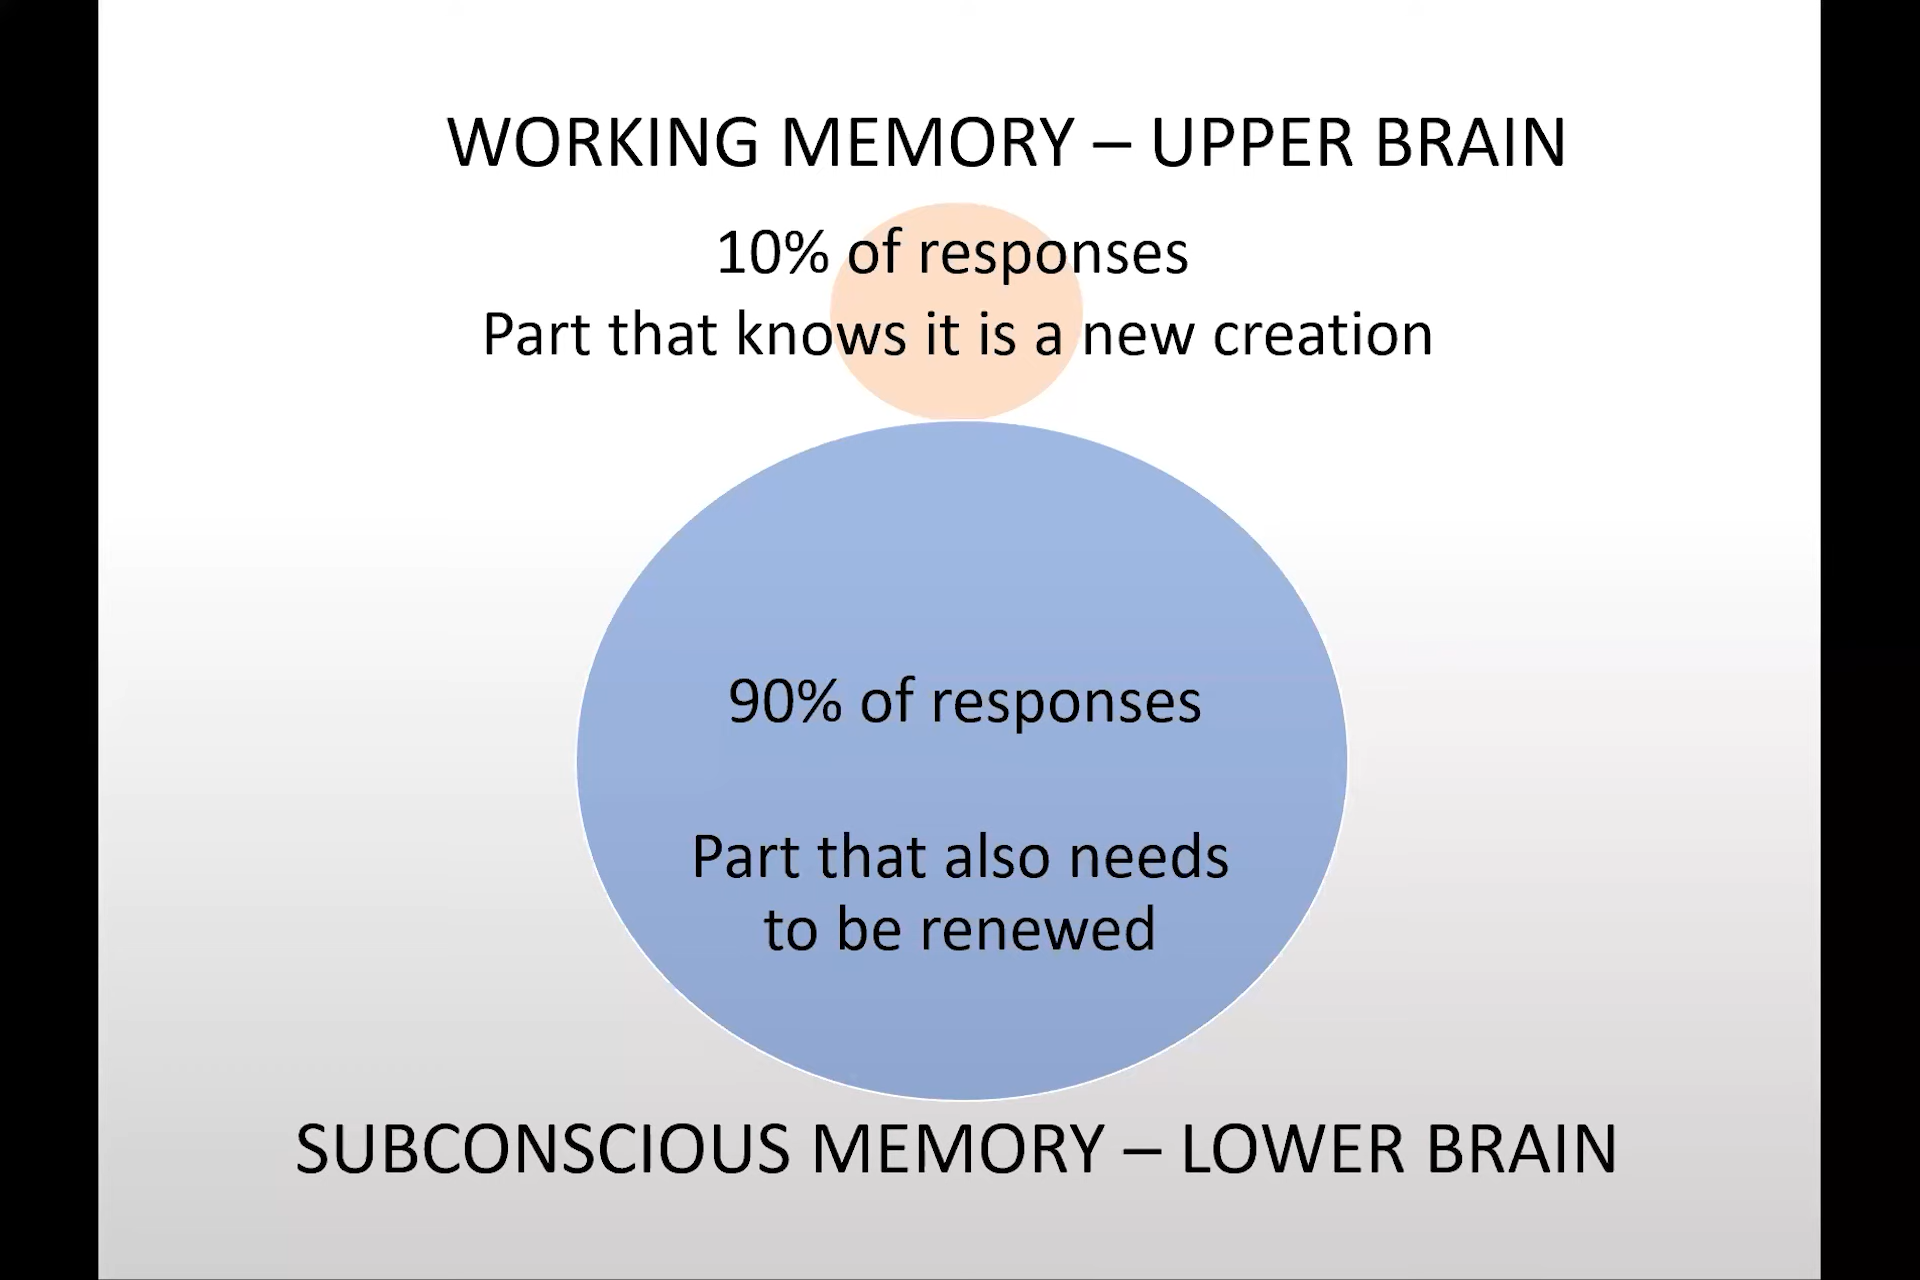 WORKING MEMORY – UPPER BRAIN
10% of responses
Part that knows it is a new creation
90% of responses
Part that also needs
to be renewed
SUBCONSCIOUS MEMORY – LOWER BRAIN